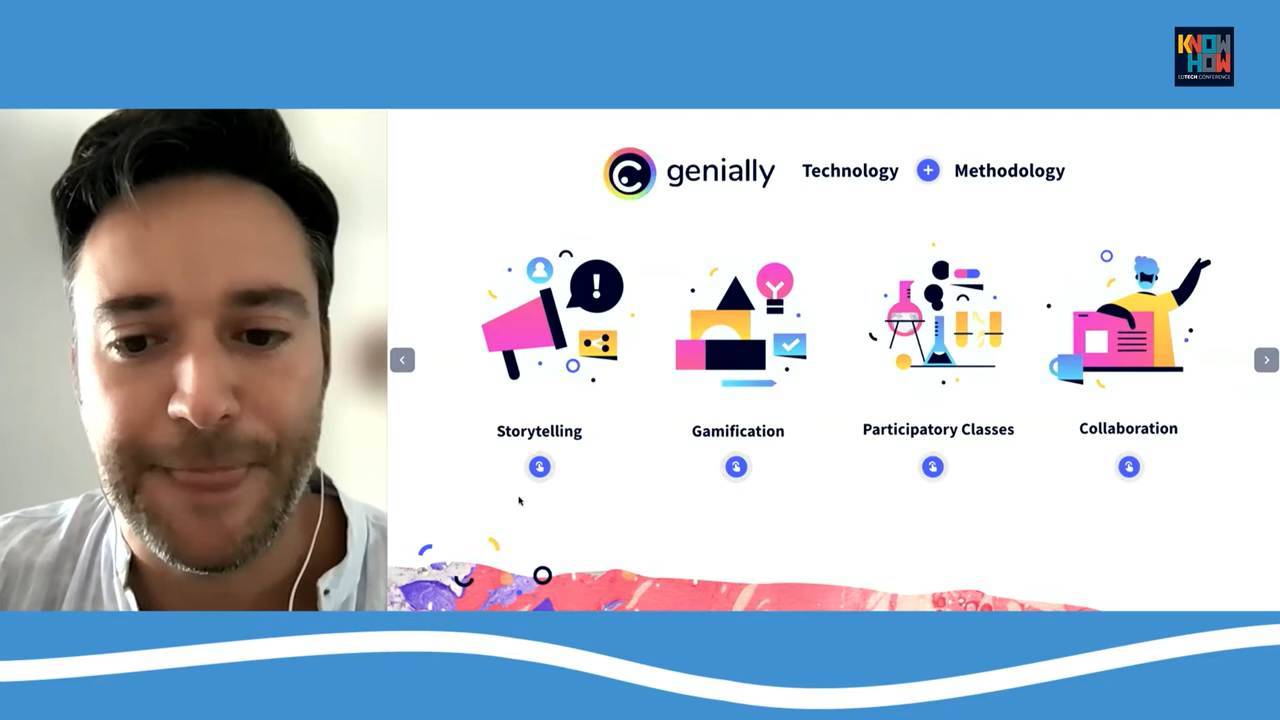 KNOW
HOW
EDTECH CONFERENCE
genially Technology + Methodology
!
Storytelling
Gamification
Participatory Classes
Collaboration